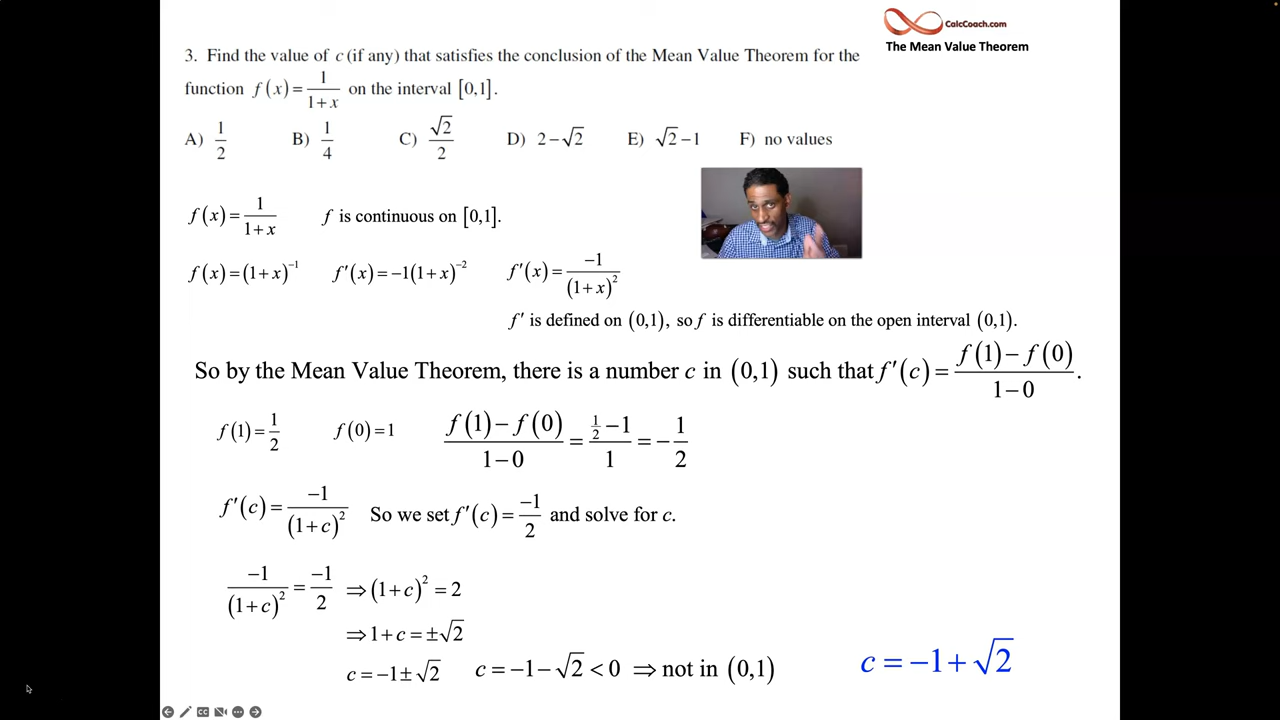 CalcCoach.com
The Mean Value Theorem
3. Find the value of c (if any) that satisfies the conclusion of the Mean Value Theorem for the
function f(x) = 1/(1+x) on the interval [0,1].
A) 1/2 B) 1/4 C) √2/2 D) 2−√2 E) √2−1 F) no values
f(x) = 1/(1+x) f is continuous on [0,1].
f(x) = (1+x)⁻¹ f′(x) = −1(1+x)⁻² f′(x) = −1/(1+x)²
f′ is defined on (0,1), so f is differentiable on the open interval (0,1).
So by the Mean Value Theorem, there is a number c in (0,1) such that f′(c) = (f(1)−f(0))/(1−0).
f(1) = 1/2 f(0) = 1 (f(1)−f(0))/(1−0) = (1/2−1)/1 = −1/2
f′(c) = −1/(1+c)² So we set f′(c) = −1/2 and solve for c.
−1/(1+c)² = −1/2 ⇒ (1+c)² = 2
⇒ 1+c = ±√2
c = −1±√2 c = −1−√2 < 0 ⇒ not in (0,1) c = −1+√2